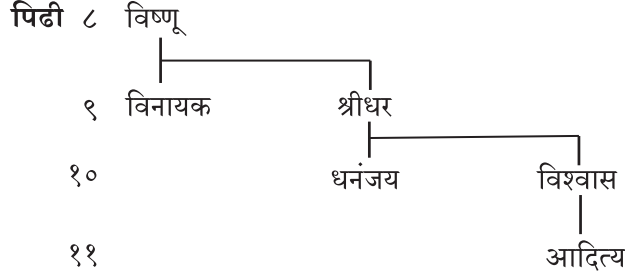 पिढी ८ विष्णू
९ विनायक श्रीधर
१० धनंजय विश्वास
११ आदित्य